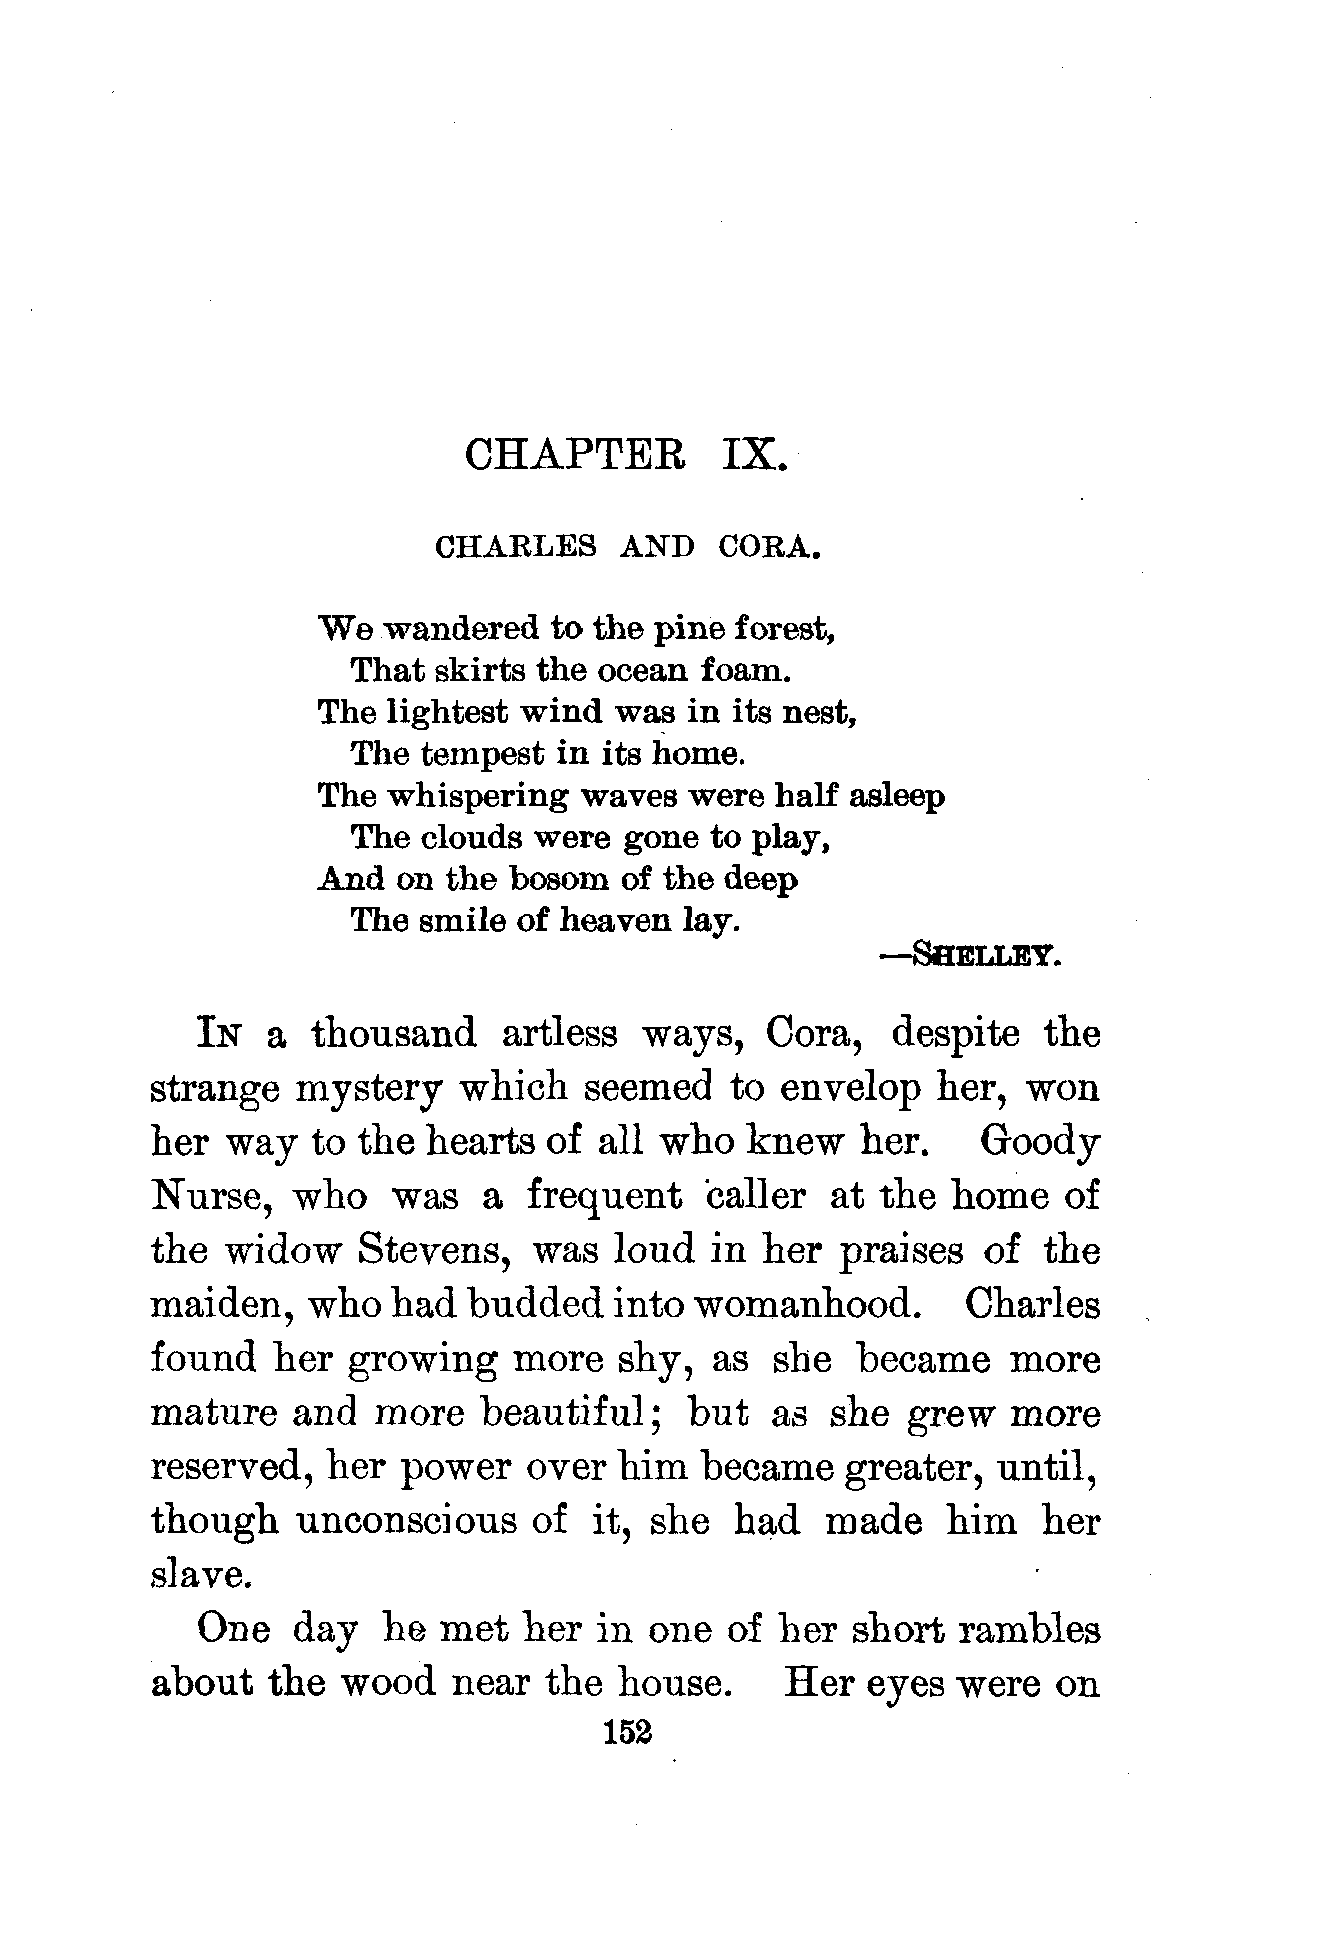 CHAPTER IX.
CHARLES AND CORA.
We wandered to the pine forest,
That skirts the ocean foam.
The lightest wind was in its nest,
The tempest in its home.
The whispering waves were half asleep
The clouds were gone to play,
And on the bosom of the deep
The smile of heaven lay.
—SHELLEY.
IN a thousand artless ways, Cora, despite the
strange mystery which seemed to envelop her, won
her way to the hearts of all who knew her. Goody
Nurse, who was a frequent caller at the home of
the widow Stevens, was loud in her praises of the
maiden, who had budded into womanhood. Charles
found her growing more shy, as she became more
mature and more beautiful; but as she grew more
reserved, her power over him became greater, until,
though unconscious of it, she had made him her
slave.
One day he met her in one of her short rambles
about the wood near the house. Her eyes were on
152